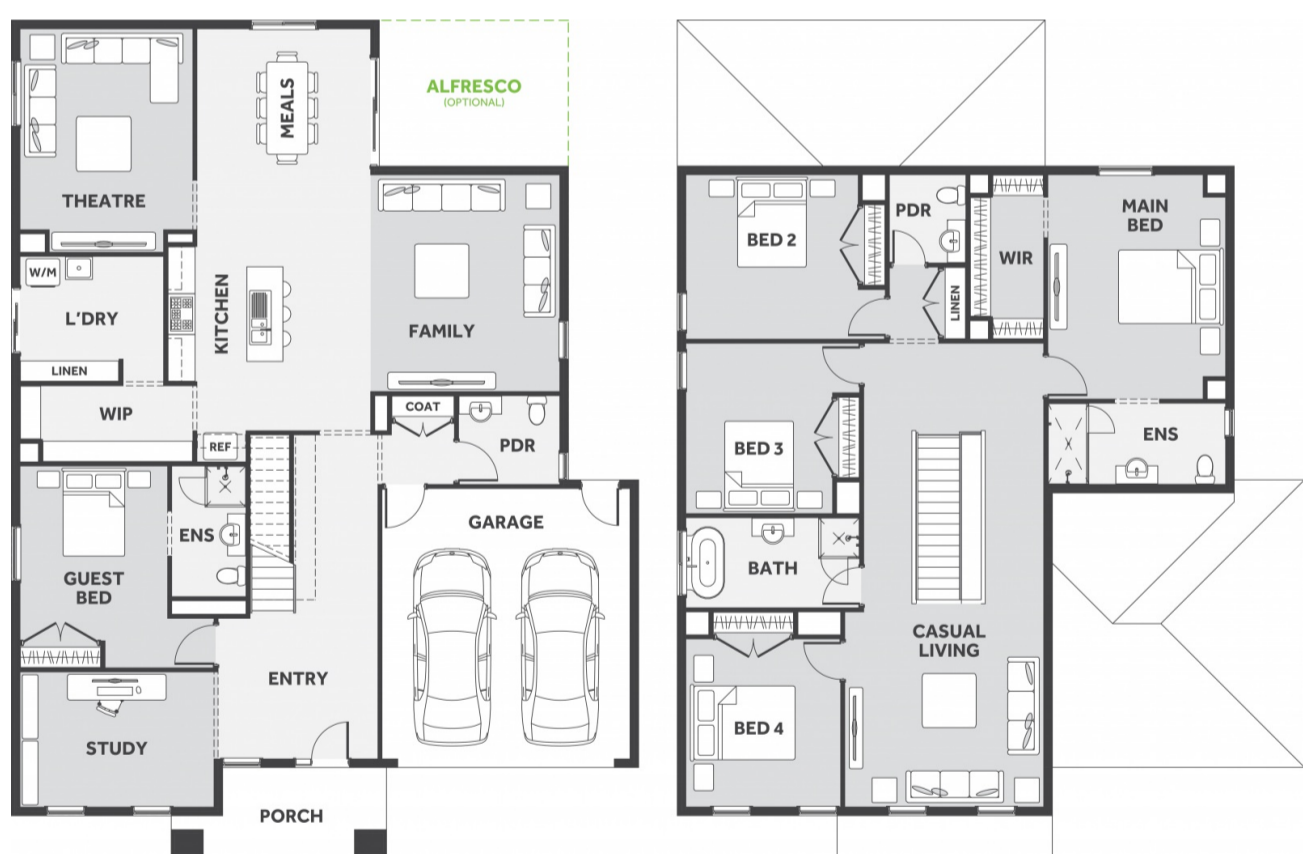 ALFRESCO
(OPTIONAL)
MEALS
THEATRE
W/M
L'DRY
KITCHEN
FAMILY
LINEN
WIP
COAT
REF
PDR
ENS
GARAGE
GUEST
BED
ENTRY
STUDY
PORCH
BED 2
PDR
WIR
MAIN
BED
LINEN
BED 3
ENS
BATH
CASUAL
LIVING
BED 4